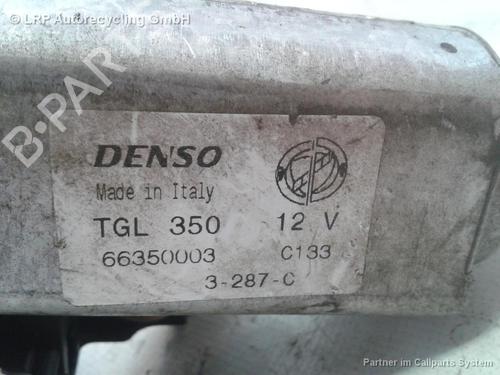 © LRP Autorecycling GmbH
B-PARTS
DENSO
Made in Italy
TGL 350 12 V
66350003 C133
3-287-C
Partner im Callparts System